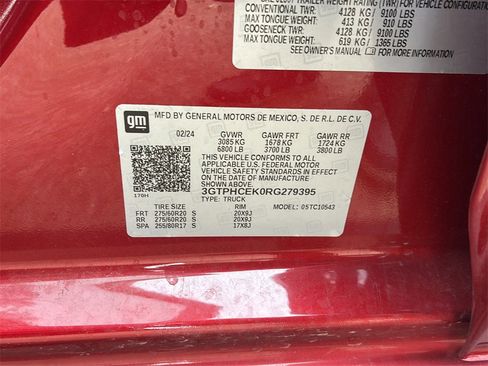 CONVENTIONAL TWR: 4128 KG/ 9100 LBS
MAX TONGUE WEIGHT: 413 KG/ 910 LBS
GOOSENECK TWR: 4128 KG/ 9100 LBS
MAX TONGUE WEIGHT: 619 KG/ 1365 LBS
SEE OWNER'S MANUAL FOR MORE INFORMATION
gm
MFD BY GENERAL MOTORS DE MEXICO, S. DE R.L. DE C.V.
02/24 GVWR GAWR FRT GAWR RR
3085 KG 1678 KG 1724 KG
6800 LB 3700 LB 3800 LB
THIS VEHICLE CONFORMS TO ALL APPLICABLE
U.S. FEDERAL MOTOR
VEHICLE SAFETY STANDARDS IN EFFECT
ON THE DATE OF MANUFACTURE SHOWN ABOVE.
3GTPHCEK0RG279395
170H TYPE: TRUCK
TIRE SIZE RIM MODEL: 05TC10543
FRT 275/60R20 S 20X9J
RR 275/60R20 S 20X9J
SPA 255/80R17 S 17X8J